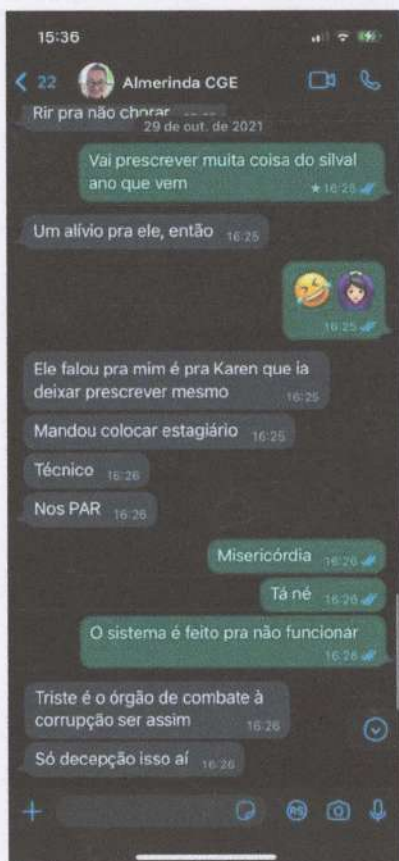 15:36
22
Almerinda CGE
Rir pra não chorar
29 de out. de 2021
Vai prescrever muita coisa do silval
ano que vem
16:25
Um alívio pra ele, então 16:25
16:25
Ele falou pra mim é pra Karen que ia
deixar prescrever mesmo
16:25
Mandou colocar estagiário 16:25
Técnico 16:26
Nos PAR 16:26
Misericórdia 16:26
Tá né 16:26
O sistema é feito pra não funcionar
16:26
Triste é o órgão de combate à
corrupção ser assim
16:26
Só decepção isso aí 16:26